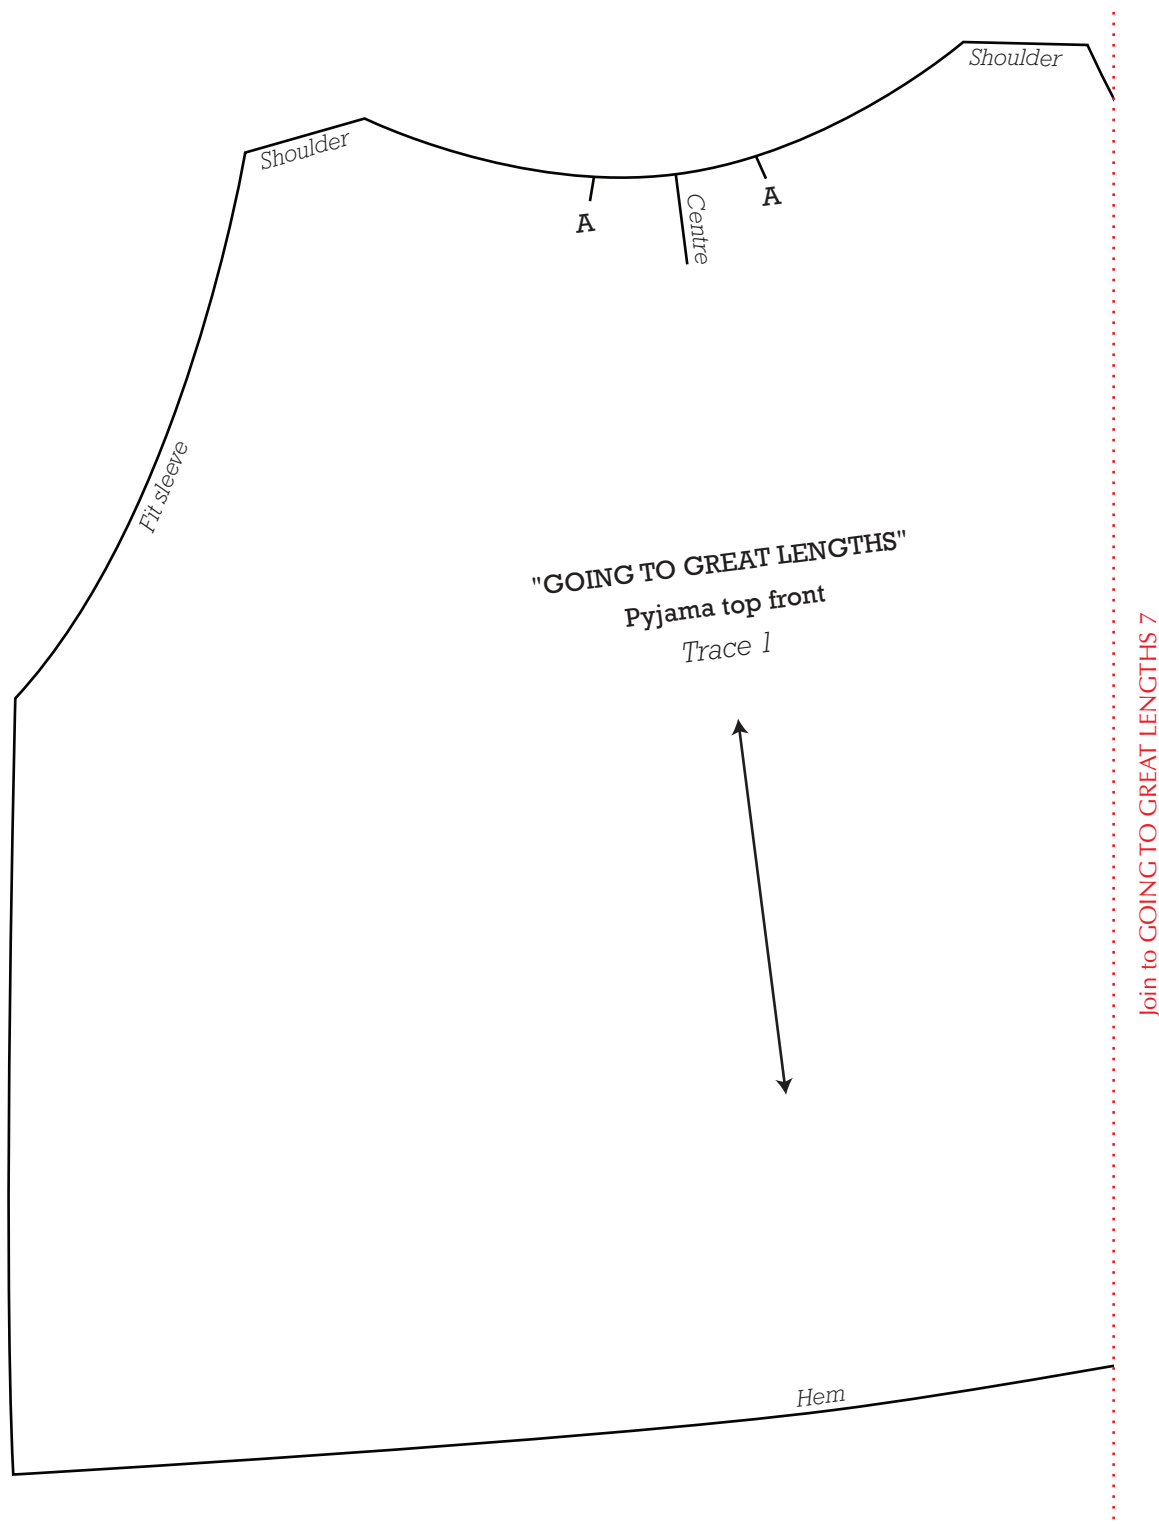 Shoulder
Shoulder
A
Centre
A
Fit sleeve
"GOING TO GREAT LENGTHS"
Pyjama top front
Trace 1
Join to GOING TO GREAT LENGTHS 7
Hem